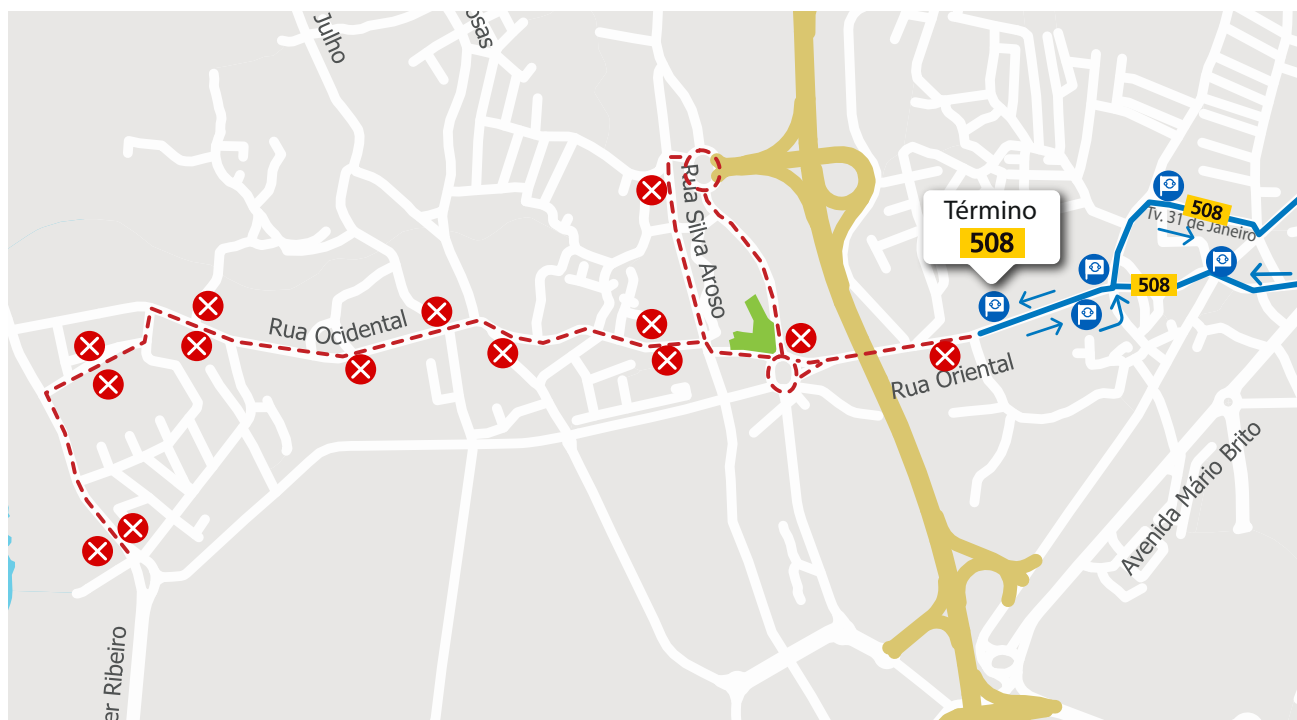 Julho
osas
Rua Silva Aroso
Término
508
508
Tv. 31 de Janeiro
508
Rua Ocidental
Rua Oriental
Avenida Mário Brito
er Ribeiro